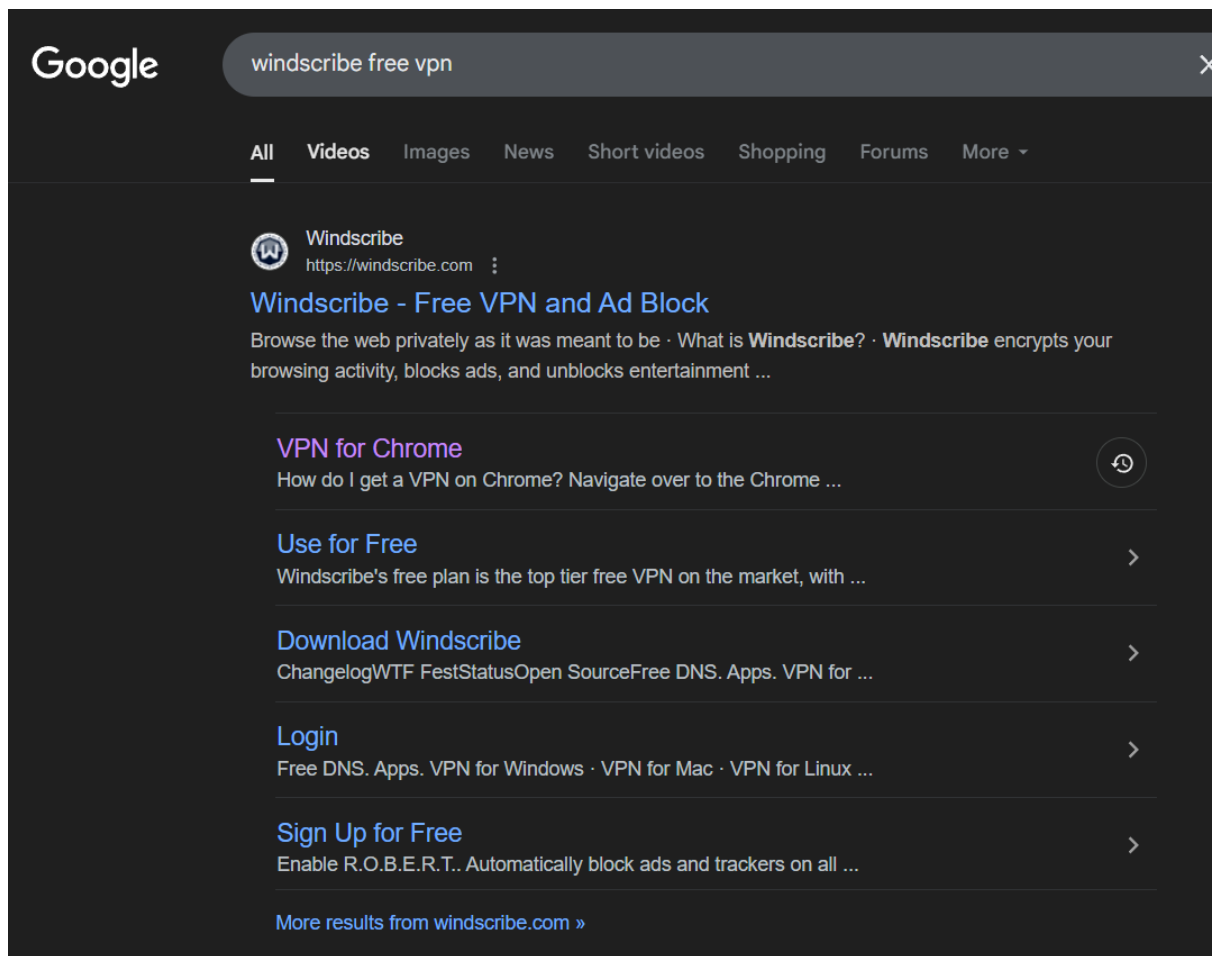 Google
windscribe free vpn
All Videos Images News Short videos Shopping Forums More
Windscribe
https://windscribe.com
Windscribe - Free VPN and Ad Block
Browse the web privately as it was meant to be · What is Windscribe? · Windscribe encrypts your
browsing activity, blocks ads, and unblocks entertainment ...
VPN for Chrome
How do I get a VPN on Chrome? Navigate over to the Chrome ...
Use for Free
Windscribe's free plan is the top tier free VPN on the market, with ...
Download Windscribe
ChangelogWTF FestStatusOpen SourceFree DNS. Apps. VPN for ...
Login
Free DNS. Apps. VPN for Windows · VPN for Mac · VPN for Linux ...
Sign Up for Free
Enable R.O.B.E.R.T.. Automatically block ads and trackers on all ...
More results from windscribe.com »